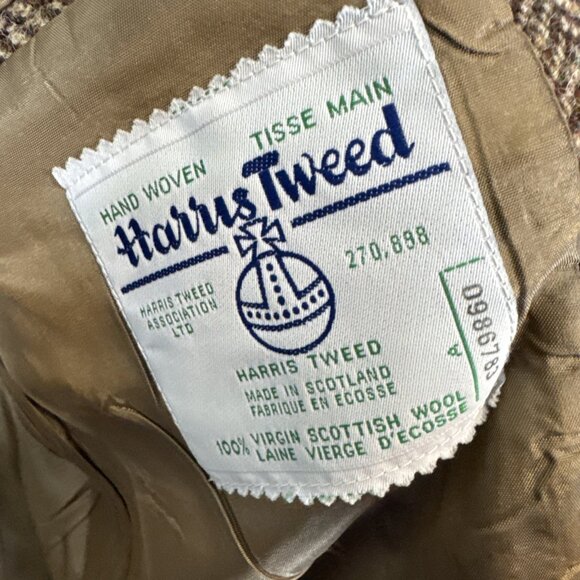 HAND WOVEN TISSE MAIN
Harris Tweed
HARRIS TWEED
ASSOCIATION
LTD
270,898
HARRIS TWEED
MADE IN SCOTLAND
FABRIQUE EN ECOSSE
100% VIRGIN SCOTTISH WOOL
LAINE VIERGE D'ECOSSE
A
0986783